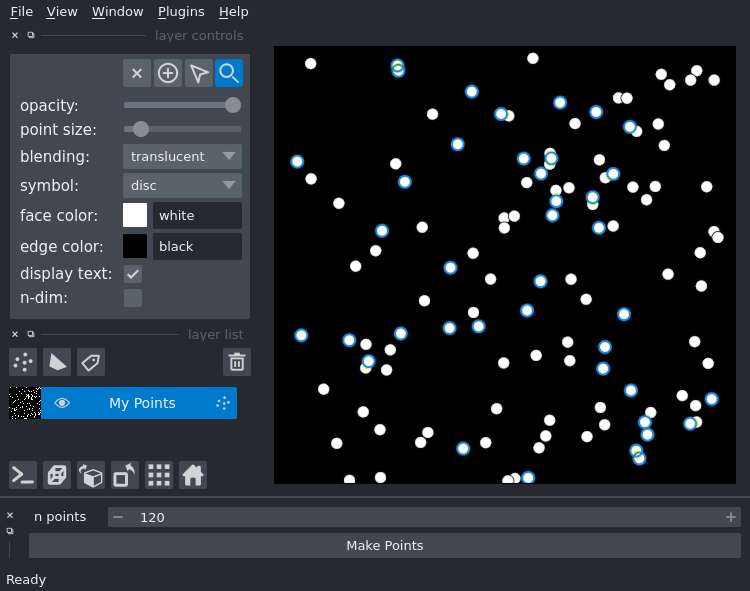 File View Window Plugins Help
layer controls
opacity:
point size:
blending: translucent
symbol: disc
face color: white
edge color: black
display text:
n-dim:
layer list
My Points
n points 120
Make Points
Ready